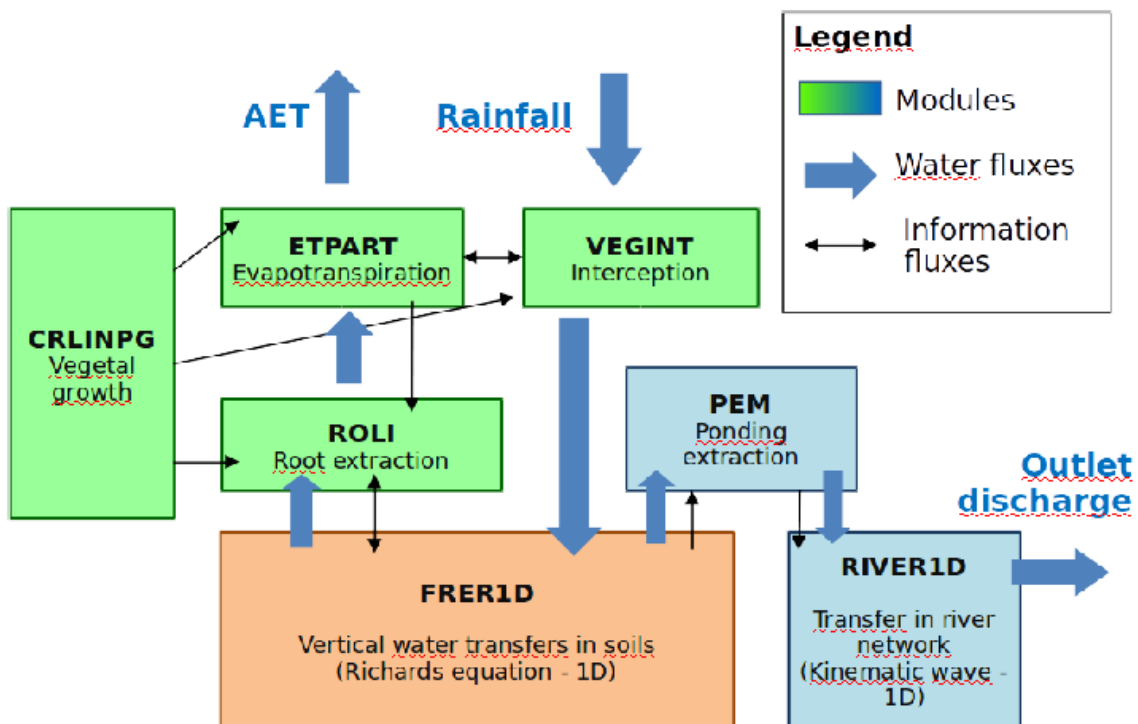 Legend
Modules
Water fluxes
Information
fluxes
AET
Rainfall
ETPART
Evapotranspiration
VEGINT
Interception
CRLINPG
Vegetal
growth
ROLI
Root extraction
PEM
Ponding
extraction
Outlet
discharge
FRER1D
Vertical water transfers in soils
(Richards equation - 1D)
RIVER1D
Transfer in river
network
(Kinematic wave -
1D)